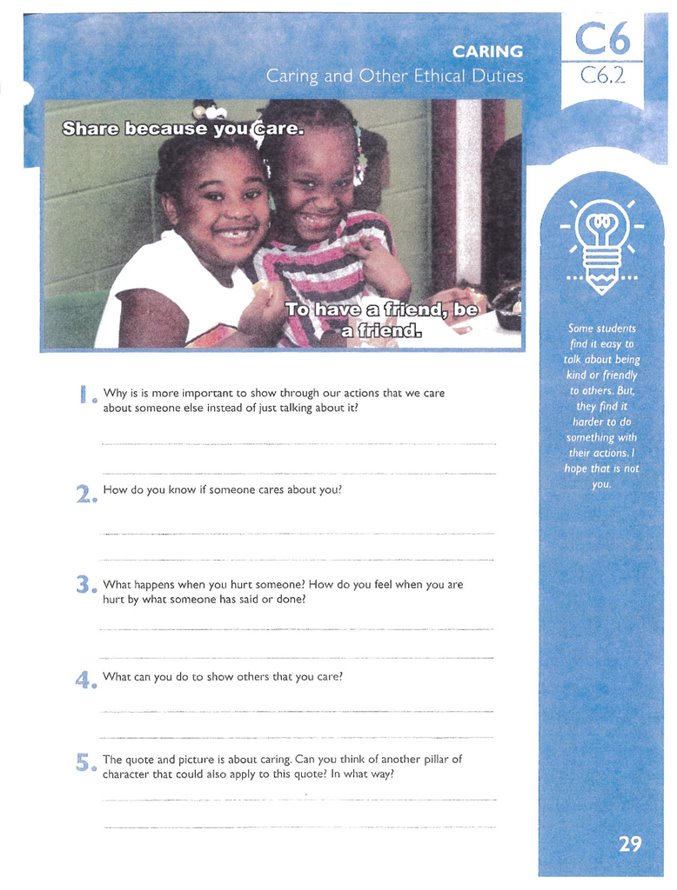 CARING
Caring and Other Ethical Duties
C6
C6.2
Share because you care.
To have a friend, be
a friend.
Some students
find it easy to
talk about being
kind or friendly
to others. But,
they find it
harder to do
something with
their actions. I
hope that is not
you.
1. Why is is more important to show through our actions that we care
about someone else instead of just talking about it?
2. How do you know if someone cares about you?
3. What happens when you hurt someone? How do you feel when you are
hurt by what someone has said or done?
4. What can you do to show others that you care?
5. The quote and picture is about caring. Can you think of another pillar of
character that could also apply to this quote? In what way?
29